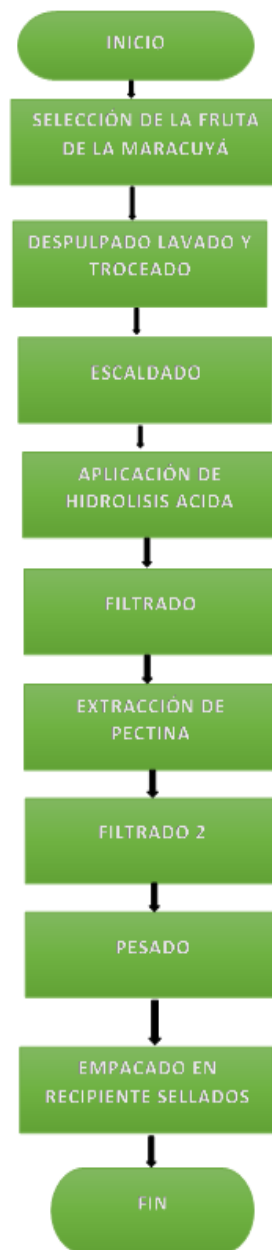 INICIO
SELECCIÓN DE LA FRUTA
DE LA MARACUYÁ
DESPULPADO LAVADO Y
TROCEADO
ESCALDADO
APLICACIÓN DE
HIDROLISIS ACIDA
FILTRADO
EXTRACCIÓN DE
PECTINA
FILTRADO 2
PESADO
EMPACADO EN
RECIPIENTE SELLADOS
FIN